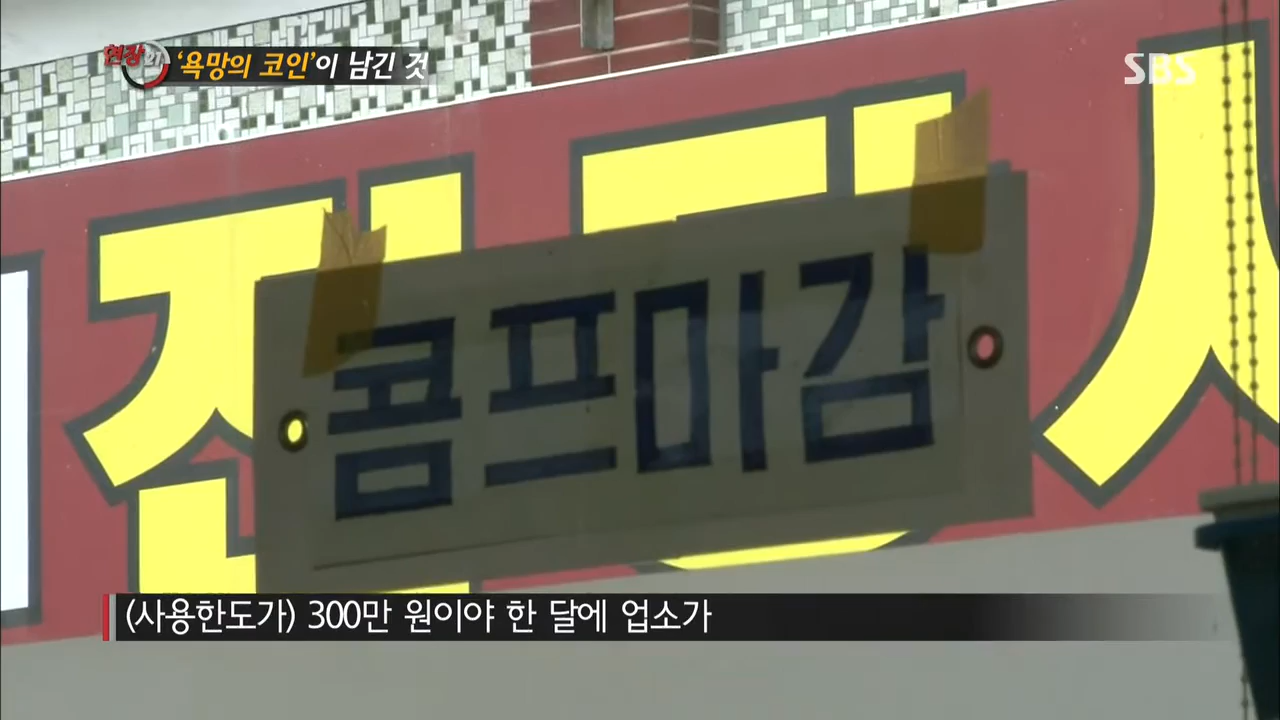 현장21
'욕망의 코인'이 남긴 것
SBS
콤프마감
(사용한도가) 300만 원이야 한 달에 업소가